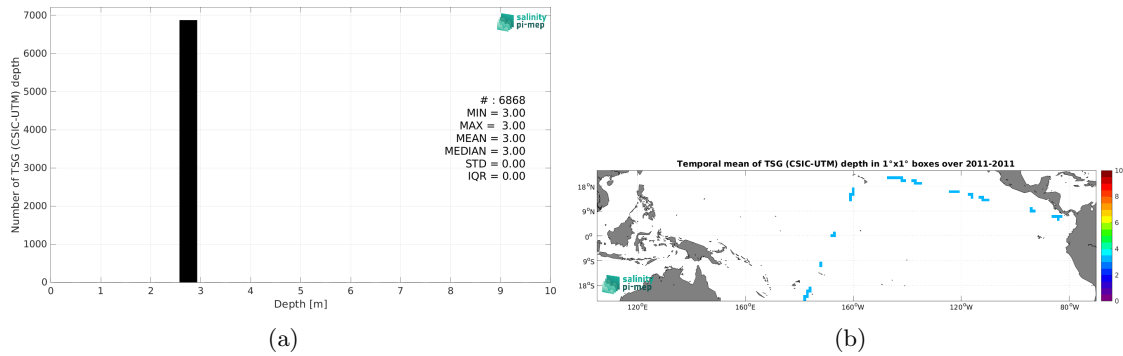 7000
6000
5000
4000
3000
2000
1000
0
Number of TSG (CSIC-UTM) depth
salinity
pi-mep
# : 6868
MIN = 3.00
MAX = 3.00
MEAN = 3.00
MEDIAN = 3.00
STD = 0.00
IQR = 0.00
0 1 2 3 4 5 6 7 8 9 10
Depth [m]
(a)
Temporal mean of TSG (CSIC-UTM) depth in 1°x1° boxes over 2011-2011
18°N
9°N
0°
9°S
18°S
salinity
pi-mep
120°E 160°E 160°W 120°W 80°W
10
8
6
4
2
0
(b)